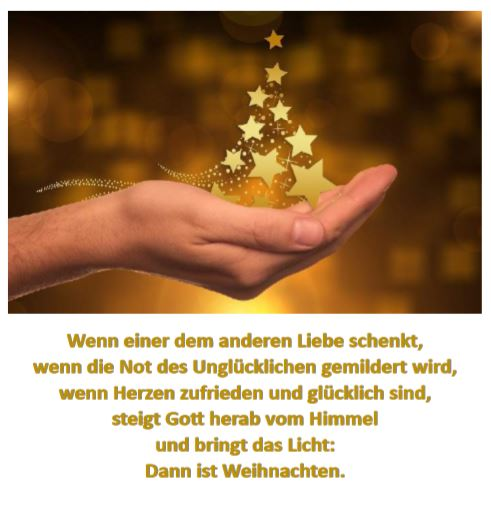 Wenn einer dem anderen Liebe schenkt,
wenn die Not des Unglücklichen gemildert wird,
wenn Herzen zufrieden und glücklich sind,
steigt Gott herab vom Himmel
und bringt das Licht:
Dann ist Weihnachten.